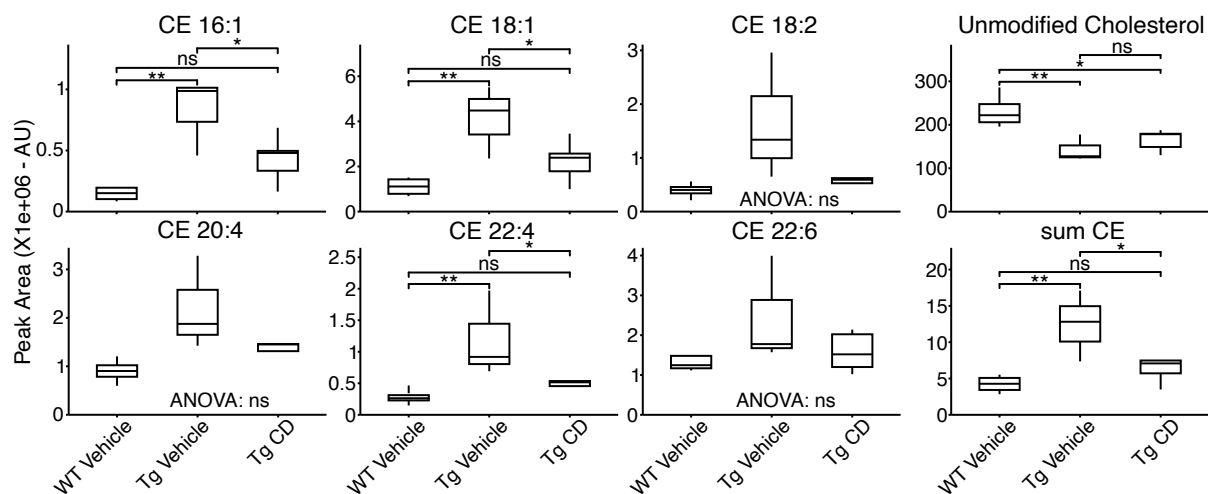 CE 16:1
CE 18:1
CE 18:2
Unmodified Cholesterol
Peak Area (X1e+06 - AU)
1
0.5
0
*
ns
**
6
4
2
0
*
ns
**
3
2
1
0
ANOVA: ns
300
200
100
0
ns
*
**
CE 20:4
CE 22:4
CE 22:6
sum CE
3
2
1
0
ANOVA: ns
2
1.5
1
0.5
0
*
ns
**
4
3
2
1
0
ANOVA: ns
20
15
10
5
0
*
ns
**
WT Vehicle
Tg Vehicle
Tg CD
WT Vehicle
Tg Vehicle
Tg CD
WT Vehicle
Tg Vehicle
Tg CD
WT Vehicle
Tg Vehicle
Tg CD